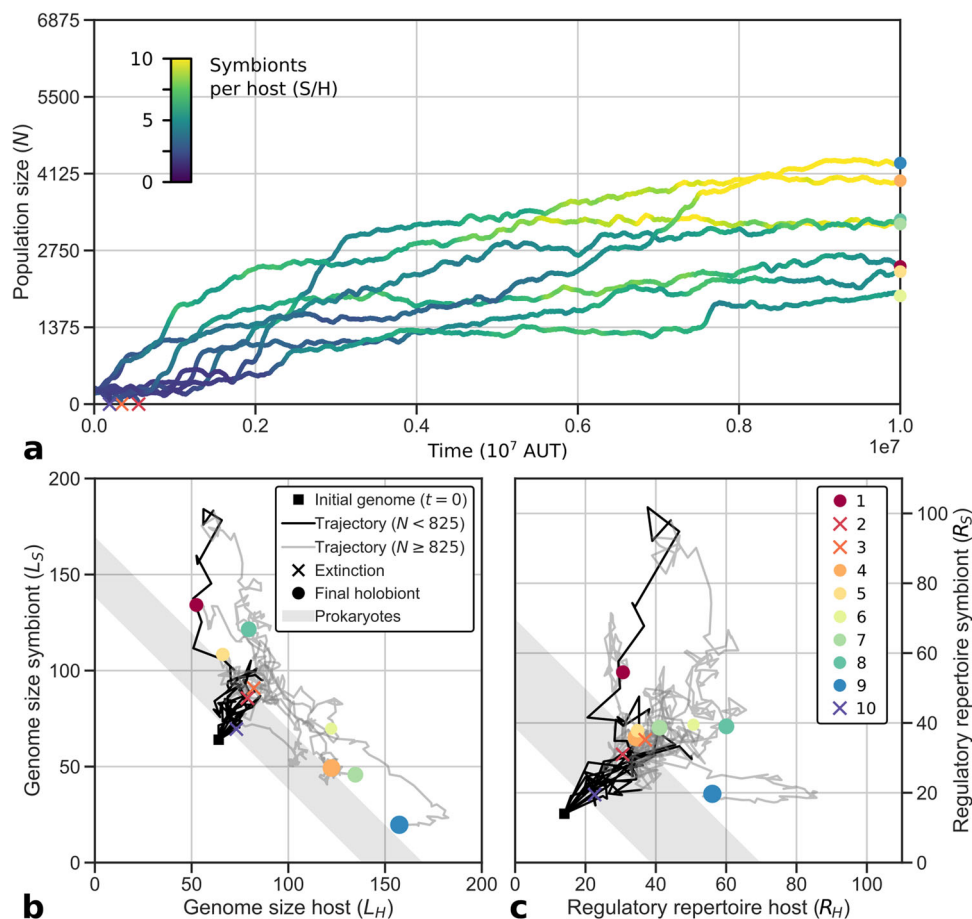 6875
5500
4125
2750
1375
0
Population size (N)
10
5
0
Symbionts
per host (S/H)
0.0
0.2
0.4
0.6
0.8
1.0
1e7
Time (10⁷ AUT)
a
200
150
100
50
0
Genome size symbiont (L_S)
Initial genome (t = 0)
Trajectory (N < 825)
Trajectory (N ≥ 825)
Extinction
Final holobiont
Prokaryotes
0
50
100
150
200
Genome size host (L_H)
b
1
2
3
4
5
6
7
8
9
10
100
80
60
40
20
0
Regulatory repertoire symbiont (R_S)
0
20
40
60
80
100
Regulatory repertoire host (R_H)
c